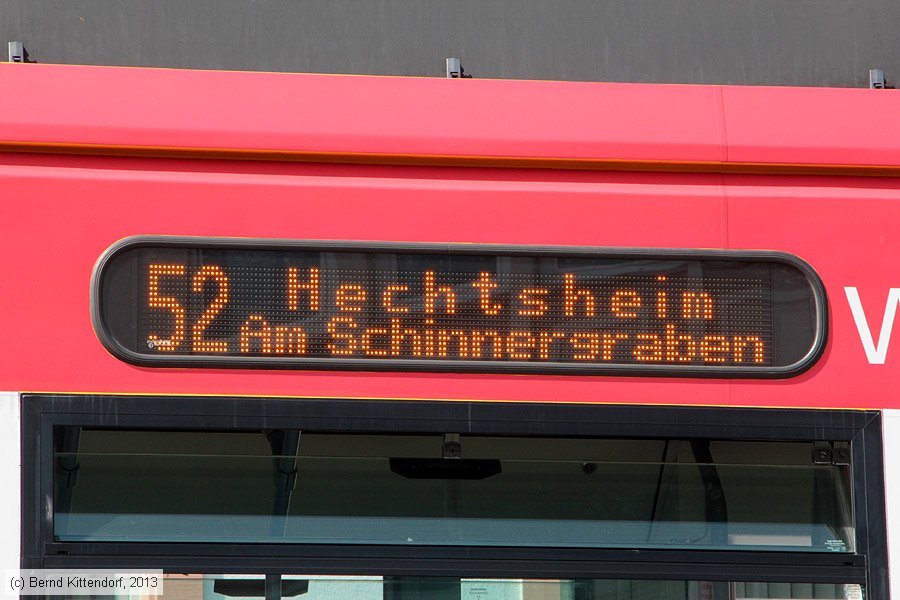 52 Hechtsheim
Am Schinnergraben
W
(c) Bernd Kittendorf, 2013